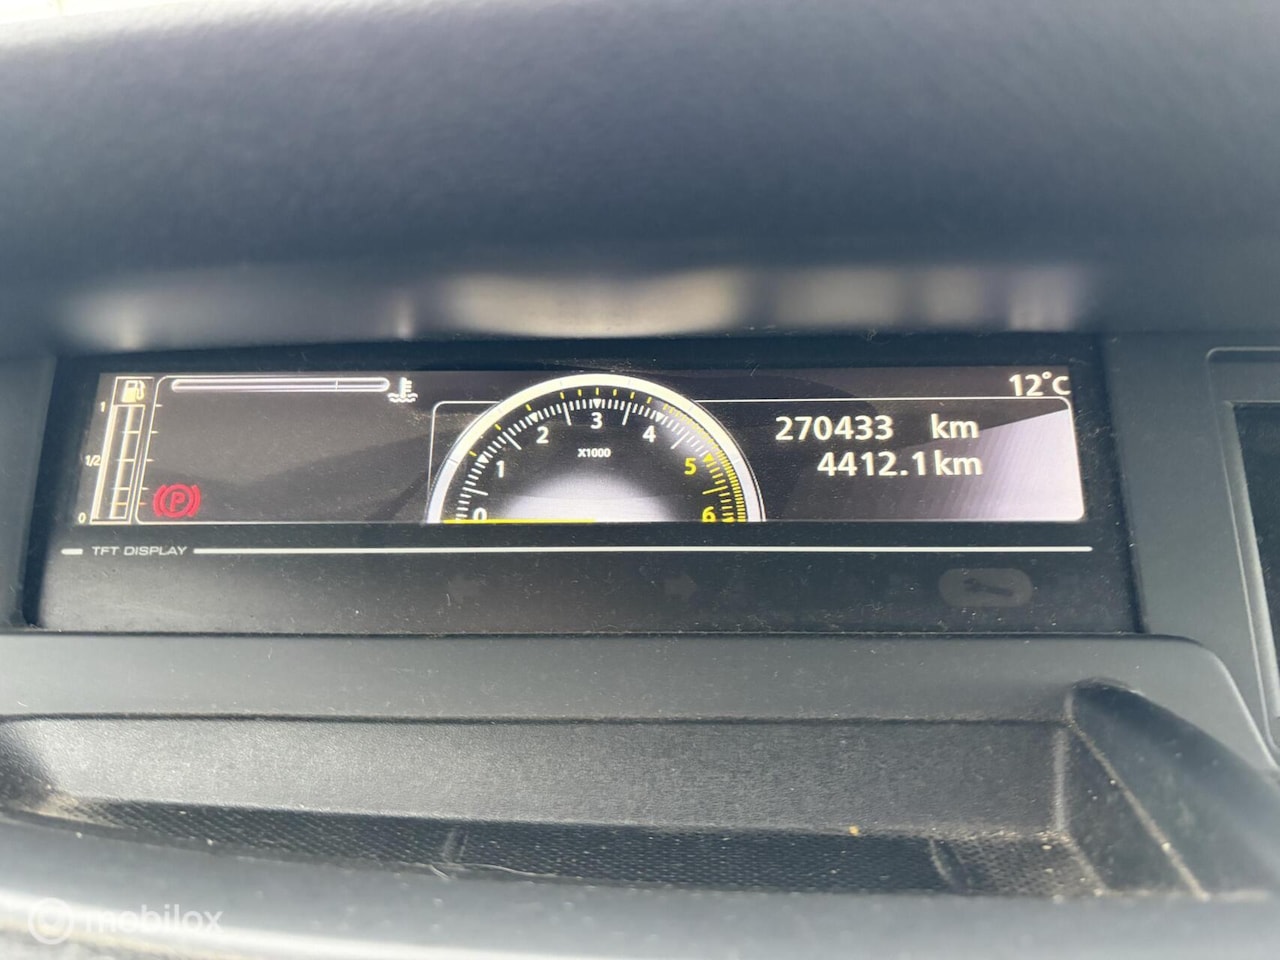 12°C
1
1/2
0
P
0 1 2 3 4 5 6
X1000
270433 km
4412.1 km
TFT DISPLAY
mobilox